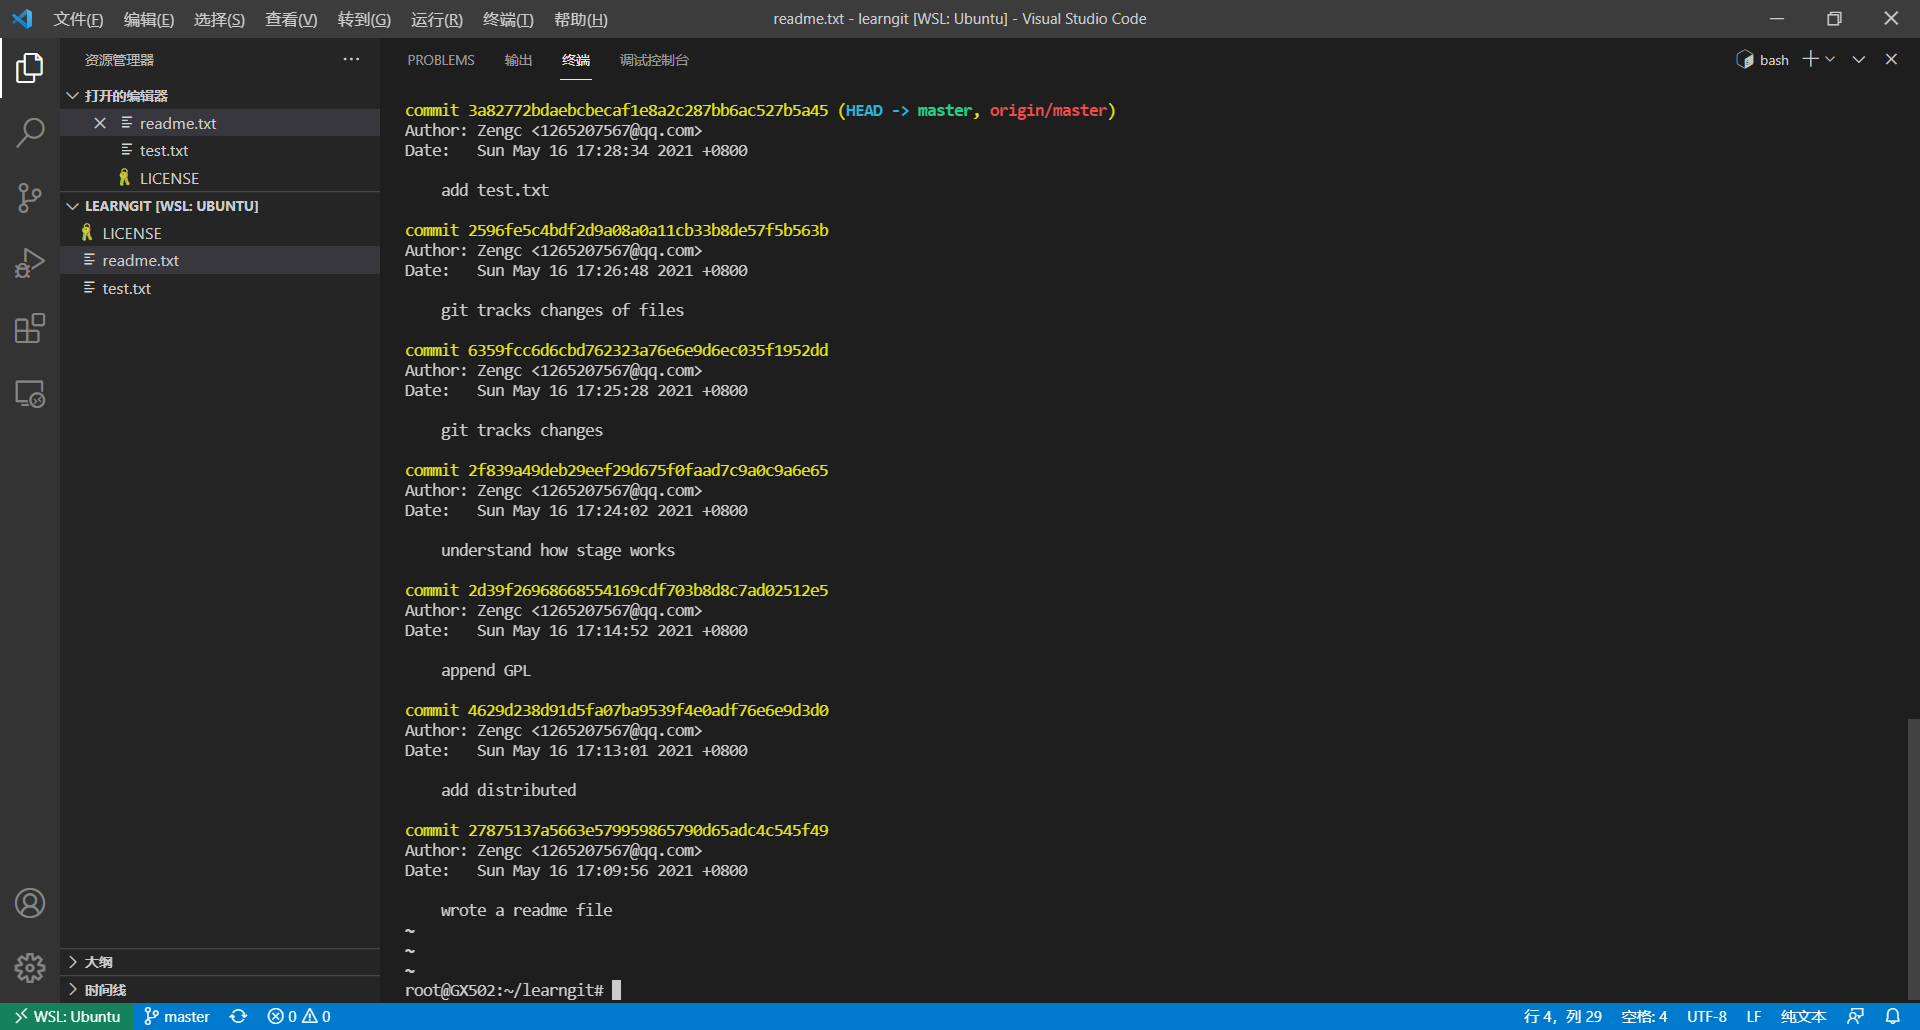 文件(F) 编辑(E) 选择(S) 查看(V) 转到(G) 运行(R) 终端(T) 帮助(H) readme.txt - learngit [WSL: Ubuntu] - Visual Studio Code
资源管理器
打开的编辑器
readme.txt
test.txt
LICENSE
LEARNGIT [WSL: UBUNTU]
LICENSE
readme.txt
test.txt
大纲
时间线
PROBLEMS 输出 终端 调试控制台 bash
commit 3a82772bdaebcbecaf1e8a2c287bb6ac527b5a45 (HEAD -> master, origin/master)
Author: Zengc <1265207567@qq.com>
Date:   Sun May 16 17:28:34 2021 +0800
add test.txt
commit 2596fe5c4bdf2d9a08a0a11cb33b8de57f5b563b
Author: Zengc <1265207567@qq.com>
Date:   Sun May 16 17:26:48 2021 +0800
git tracks changes of files
commit 6359fcc6d6cbd762323a76e6e9d6ec035f1952dd
Author: Zengc <1265207567@qq.com>
Date:   Sun May 16 17:25:28 2021 +0800
git tracks changes
commit 2f839a49deb29eef29d675f0faad7c9a0c9a6e65
Author: Zengc <1265207567@qq.com>
Date:   Sun May 16 17:24:02 2021 +0800
understand how stage works
commit 2d39f26968668554169cdf703b8d8c7ad02512e5
Author: Zengc <1265207567@qq.com>
Date:   Sun May 16 17:14:52 2021 +0800
append GPL
commit 4629d238d91d5fa07ba9539f4e0adf76e6e9d3d0
Author: Zengc <1265207567@qq.com>
Date:   Sun May 16 17:13:01 2021 +0800
add distributed
commit 27875137a5663e579959865790d65adc4c545f49
Author: Zengc <1265207567@qq.com>
Date:   Sun May 16 17:09:56 2021 +0800
wrote a readme file
~
~
~
root@GX502:~/learngit#
WSL: Ubuntu master 0 0 行 4，列 29 空格: 4 UTF-8 LF 纯文本